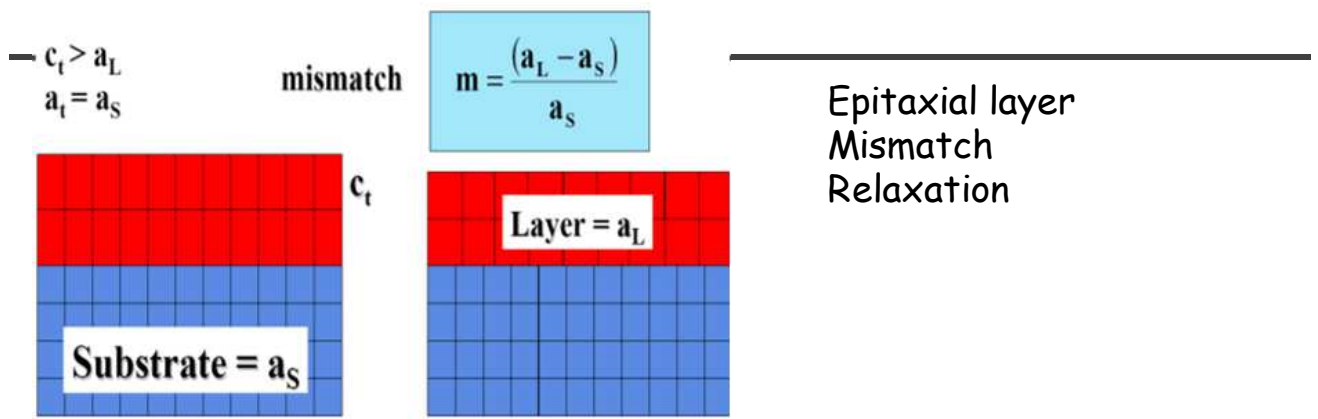 c_t > a_L
a_t = a_S
mismatch
m = (a_L − a_S) / a_S
Epitaxial layer
Mismatch
Relaxation
c_t
Layer = a_L
Substrate = a_S